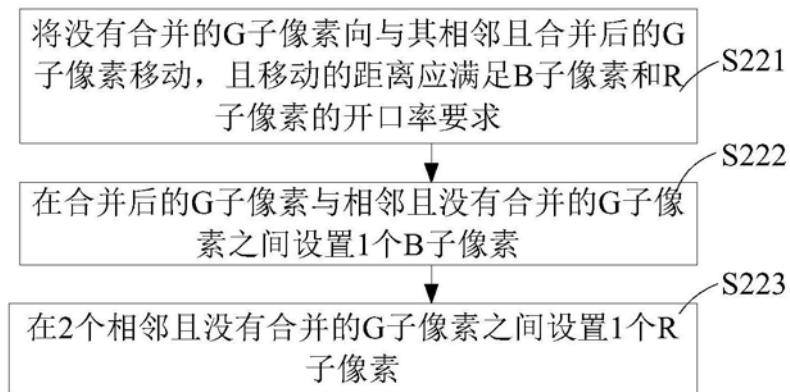 将没有合并的G子像素向与其相邻且合并后的G
子像素移动，且移动的距离应满足B子像素和R
子像素的开口率要求
S221
在合并后的G子像素与相邻且没有合并的G子像
素之间设置1个B子像素
S222
在2个相邻且没有合并的G子像素之间设置1个R
子像素
S223